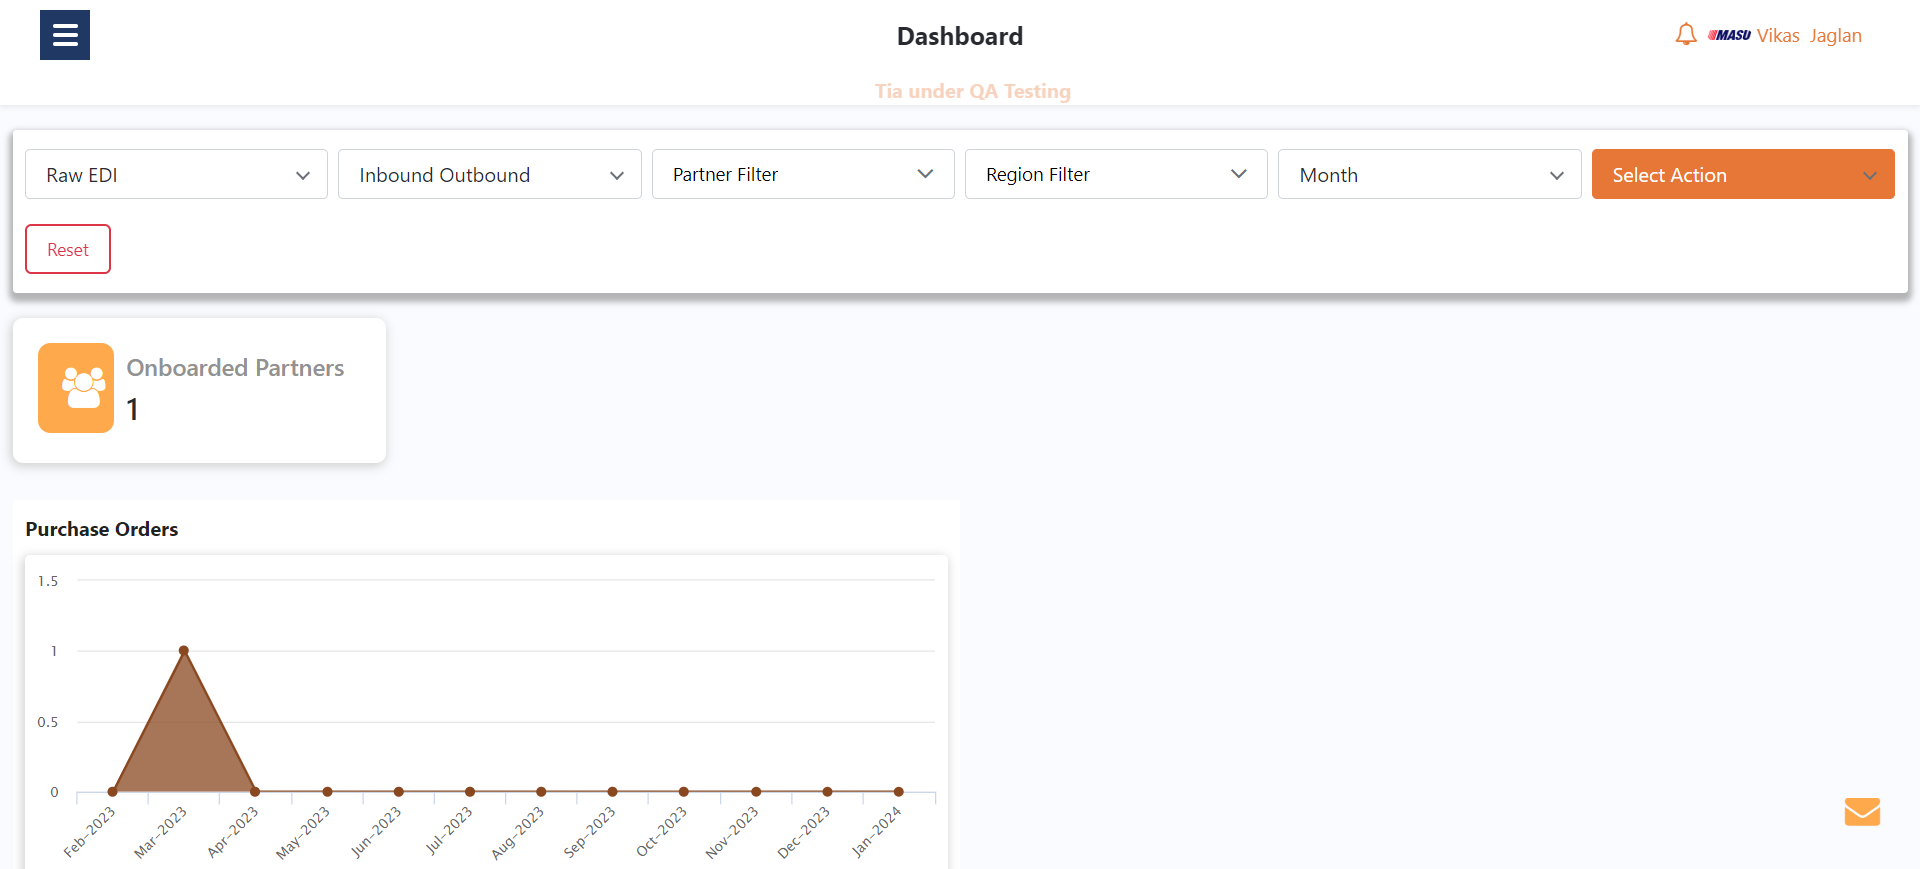 Dashboard
MASU Vikas Jaglan
Tia under QA Testing
Raw EDI
Inbound Outbound
Partner Filter
Region Filter
Month
Select Action
Reset
Onboarded Partners
1
Purchase Orders
1.5
1
0.5
0
Feb-2023
Mar-2023
Apr-2023
May-2023
Jun-2023
Jul-2023
Aug-2023
Sep-2023
Oct-2023
Nov-2023
Dec-2023
Jan-2024